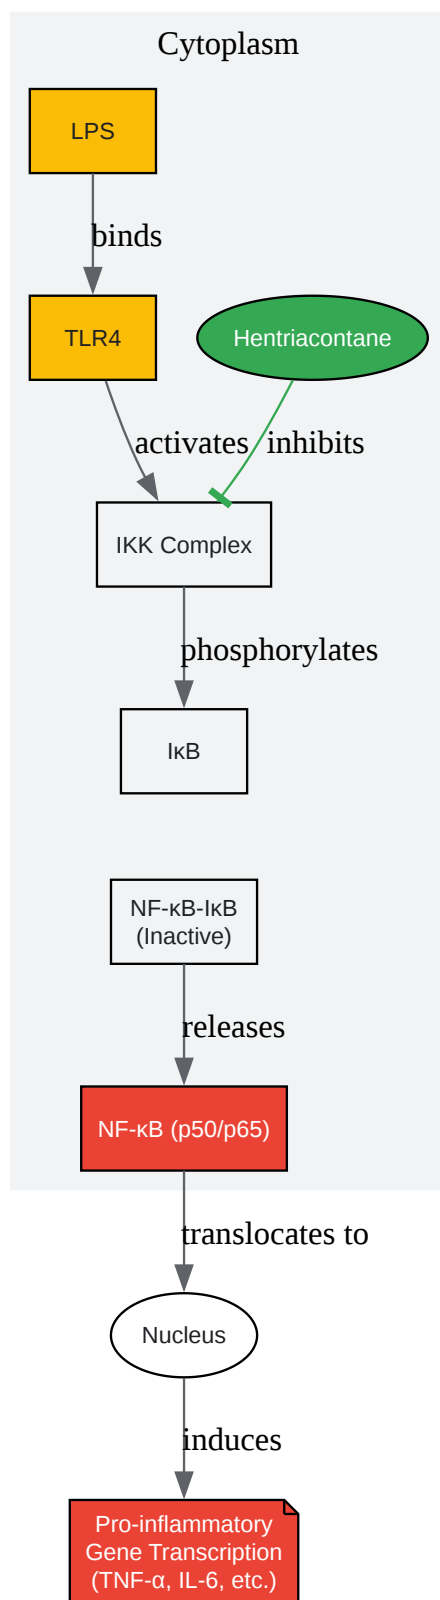 Cytoplasm
LPS
binds
TLR4
Hentriacontane
activates
inhibits
IKK Complex
phosphorylates
IκB
NF-κB-IκB
(Inactive)
releases
NF-κB (p50/p65)
translocates to
Nucleus
induces
Pro-inflammatory
Gene Transcription
(TNF-α, IL-6, etc.)